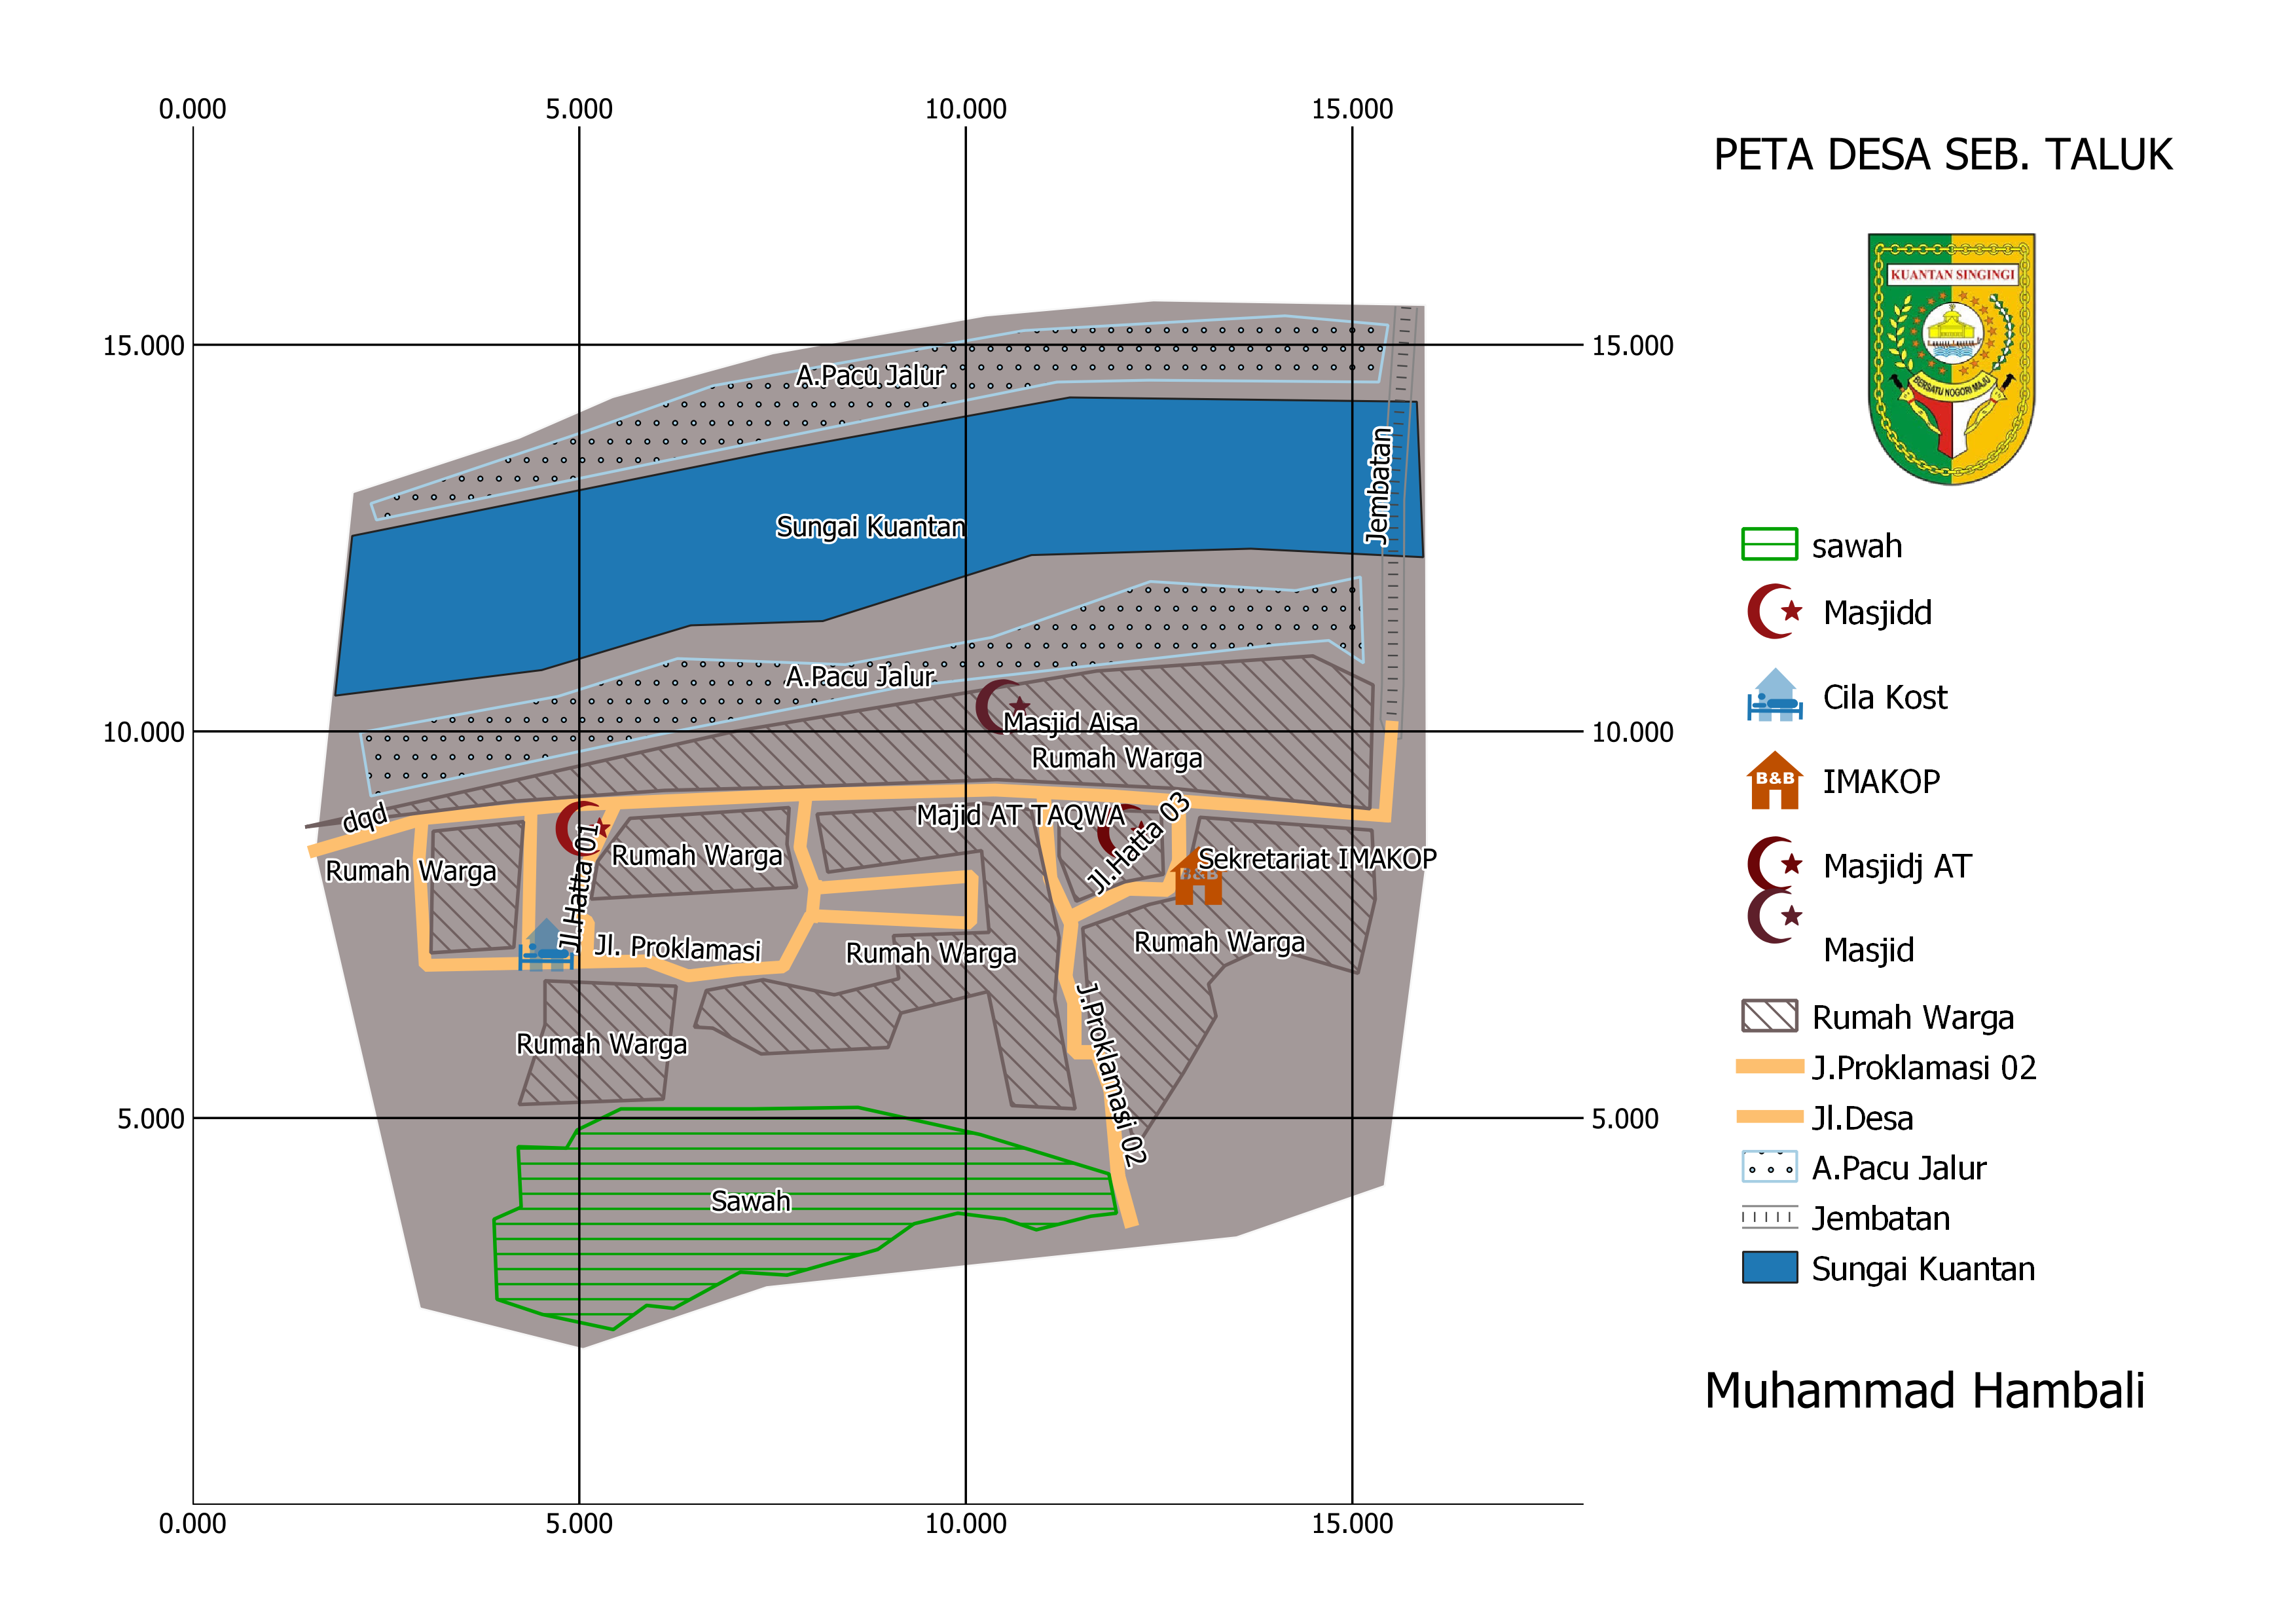 0.000 5.000 10.000 15.000
PETA DESA SEB. TALUK
KUANTAN SINGINGI
BERSATU NOGORI MAJU
15.000 15.000
A.Pacu Jalur
Jembatan
Sungai Kuantan
A.Pacu Jalur
Masjid Aisa
10.000 10.000
Rumah Warga
dqd
Majid AT TAQWA
Jl.Hatta 03
Jl.Hatta 01
Rumah Warga
Rumah Warga
Sekretariat IMAKOP
B&B
Jl. Proklamasi
Rumah Warga
Rumah Warga
J.Proklamasi 02
Rumah Warga
5.000 5.000
Sawah
0.000 5.000 10.000 15.000
sawah
Masjidd
Cila Kost
B&B IMAKOP
Masjidj AT
Masjid
Rumah Warga
J.Proklamasi 02
Jl.Desa
A.Pacu Jalur
Jembatan
Sungai Kuantan
Muhammad Hambali